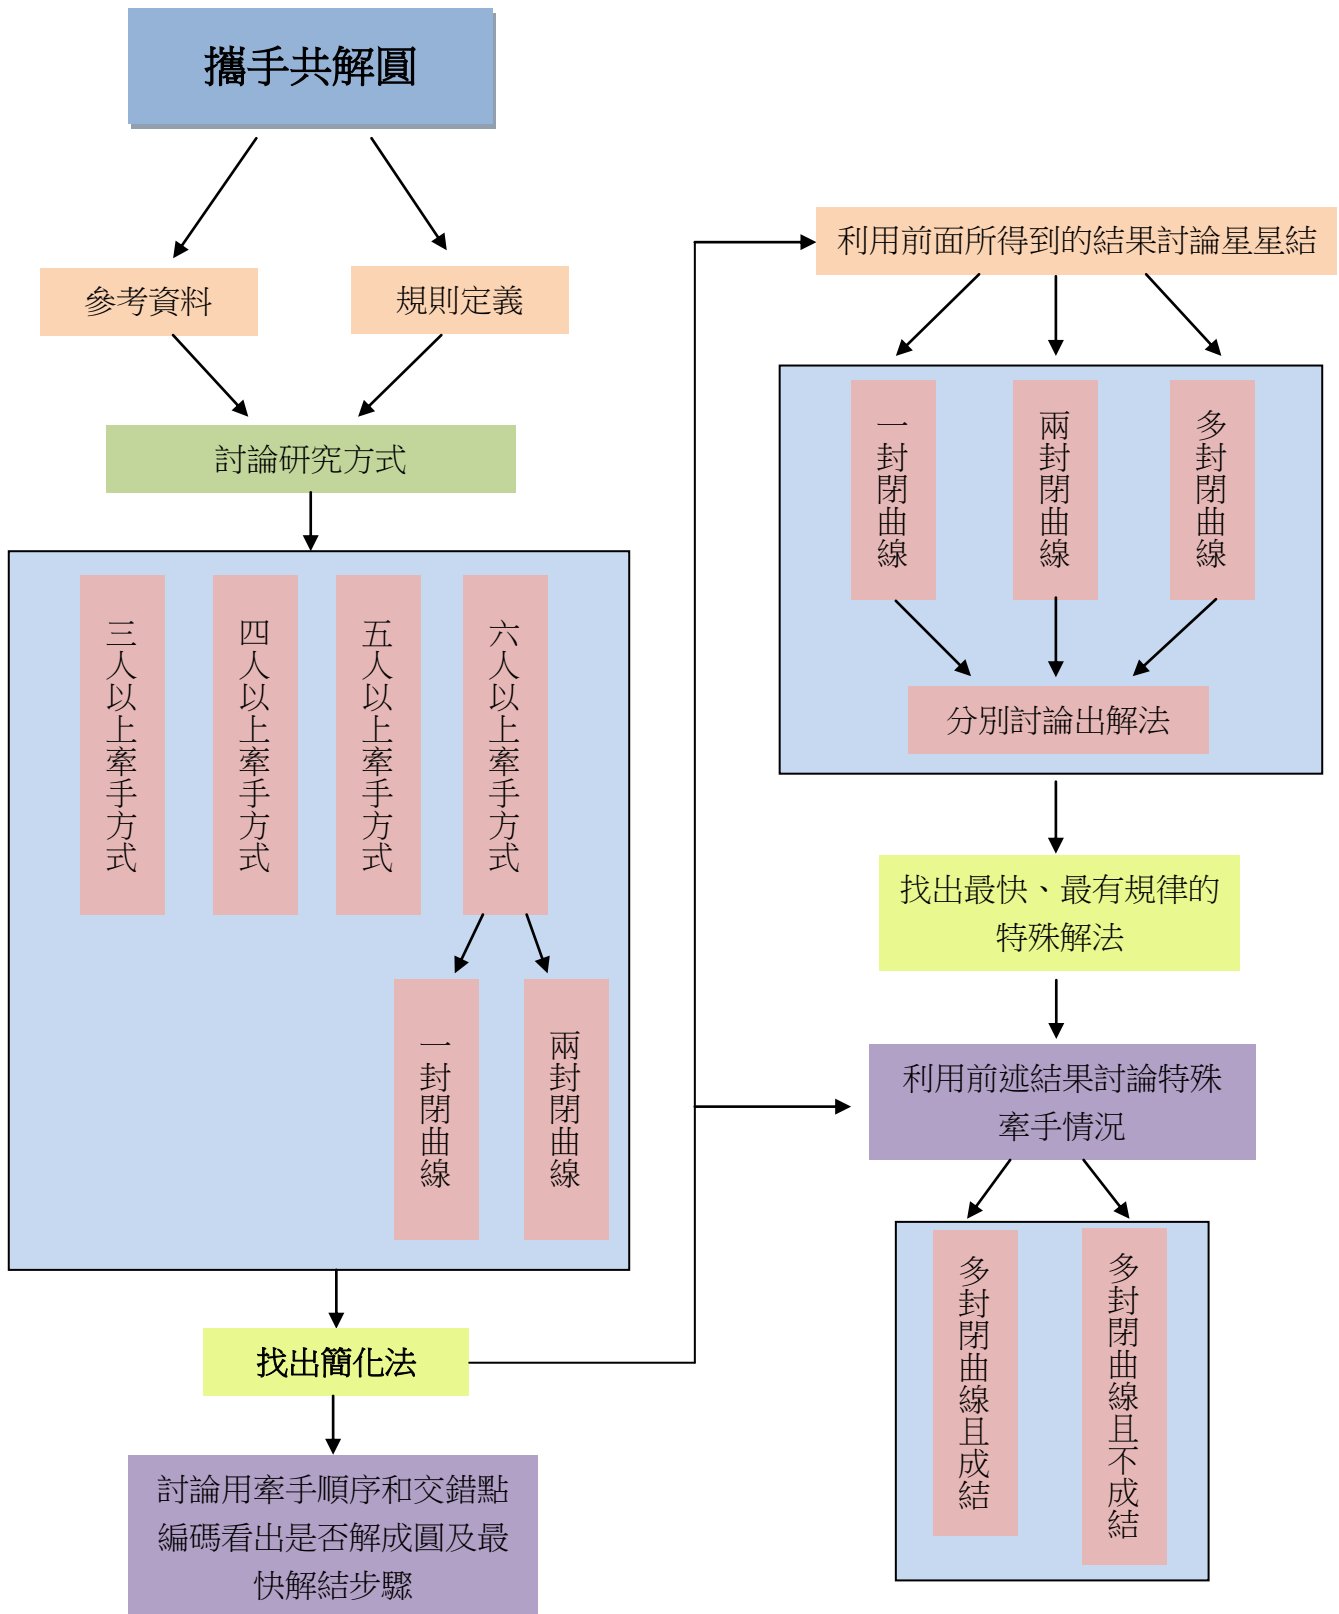 攜手共解圓
參考資料
規則定義
討論研究方式
三人以上牽手方式
四人以上牽手方式
五人以上牽手方式
六人以上牽手方式
一封閉曲線
兩封閉曲線
找出簡化法
討論用牽手順序和交錯點
編碼看出是否解成圓及最
快解結步驟
利用前面所得到的結果討論星星結
一封閉曲線
兩封閉曲線
多封閉曲線
分別討論出解法
找出最快、最有規律的
特殊解法
利用前述結果討論特殊
牽手情況
多封閉曲線且成結
多封閉曲線且不成結